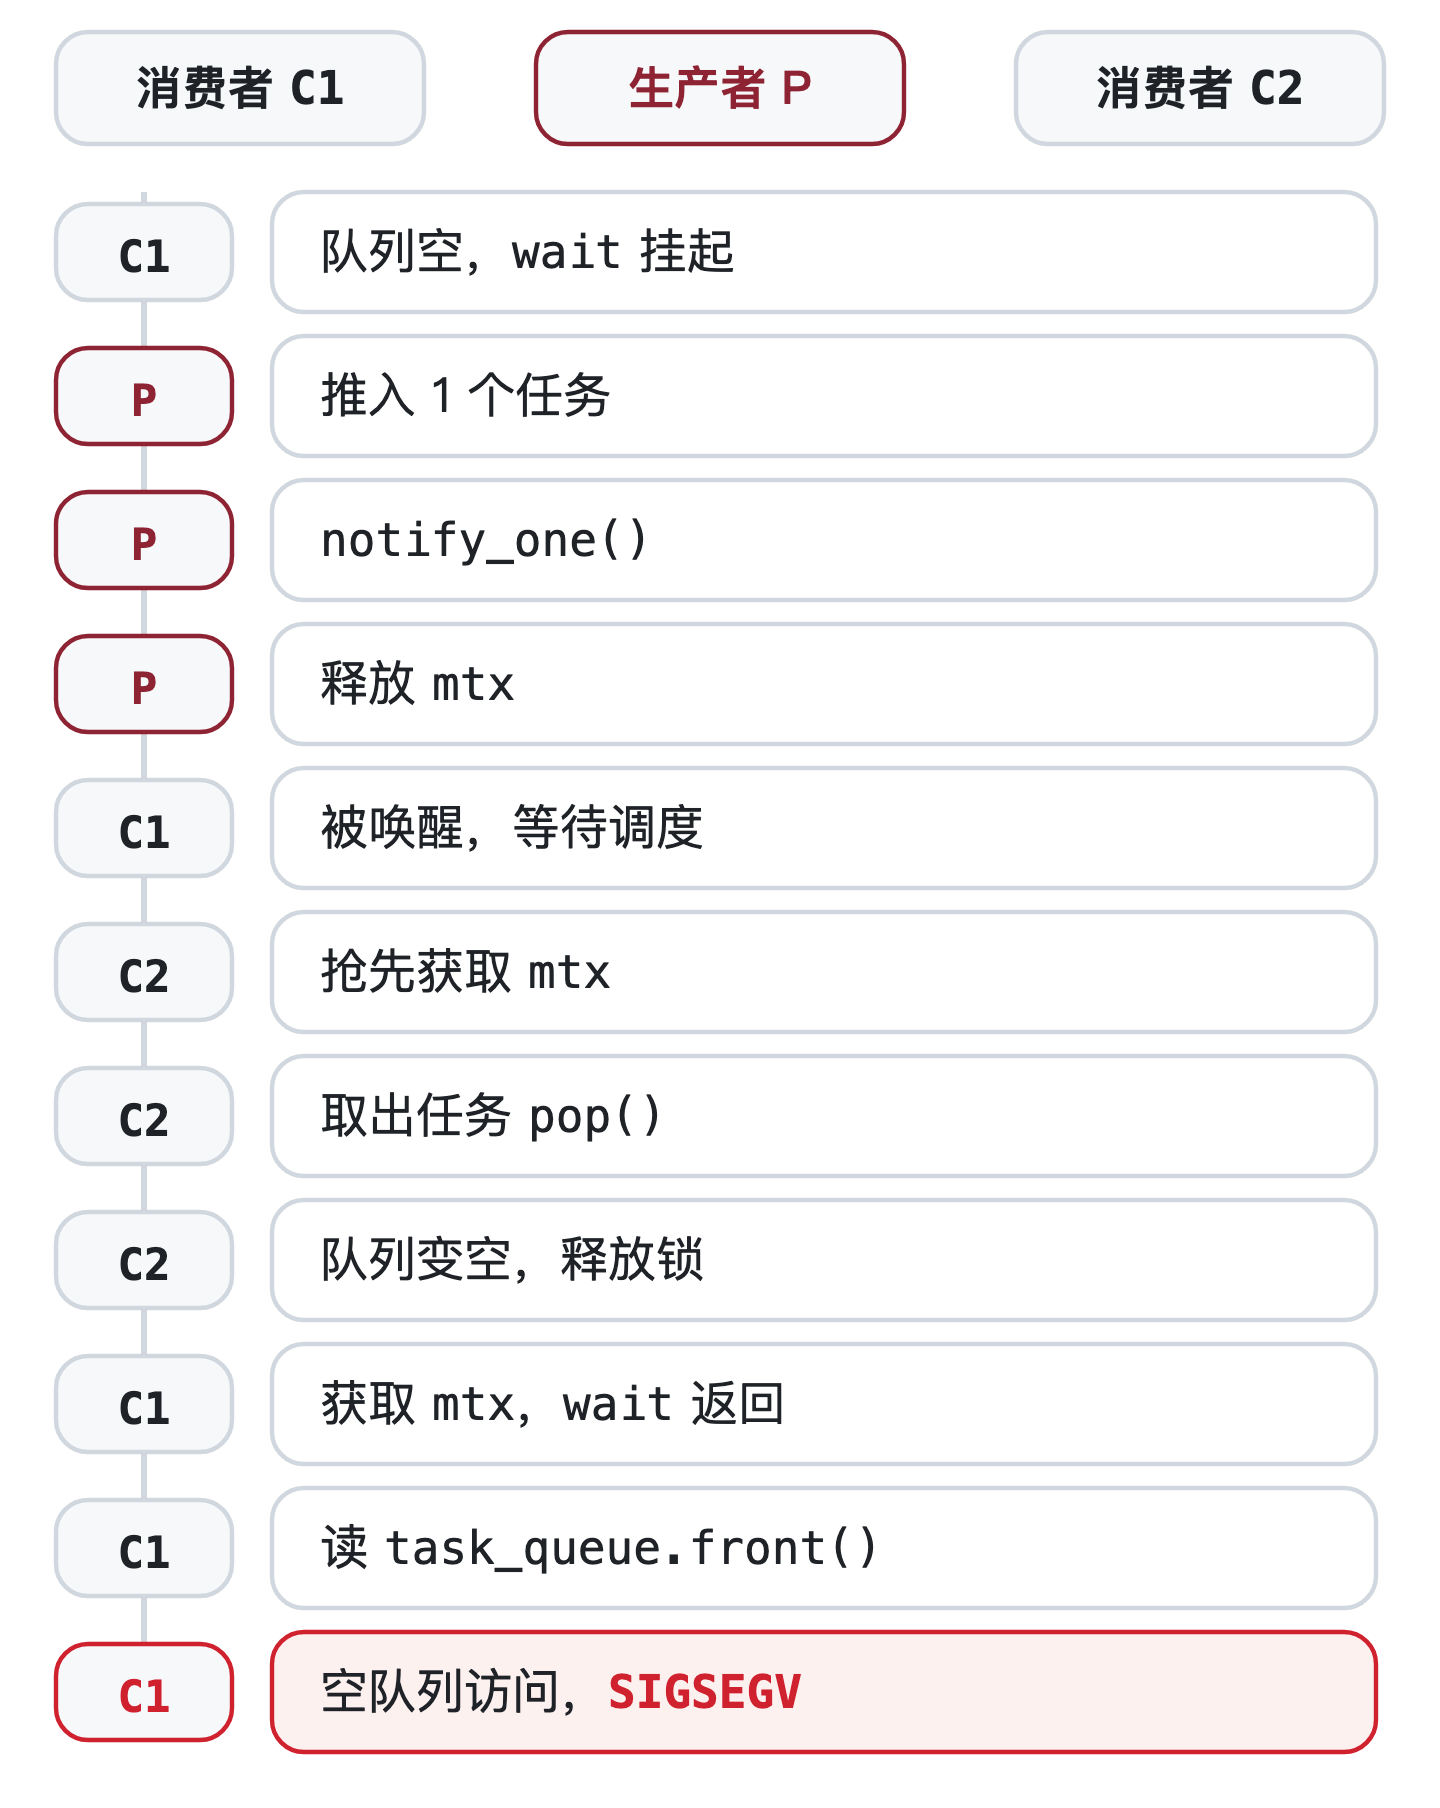 消费者 C1
生产者 P
消费者 C2
C1 队列空，wait 挂起
P 推入 1 个任务
P notify_one()
P 释放 mtx
C1 被唤醒，等待调度
C2 抢先获取 mtx
C2 取出任务 pop()
C2 队列变空，释放锁
C1 获取 mtx，wait 返回
C1 读 task_queue.front()
C1 空队列访问，SIGSEGV